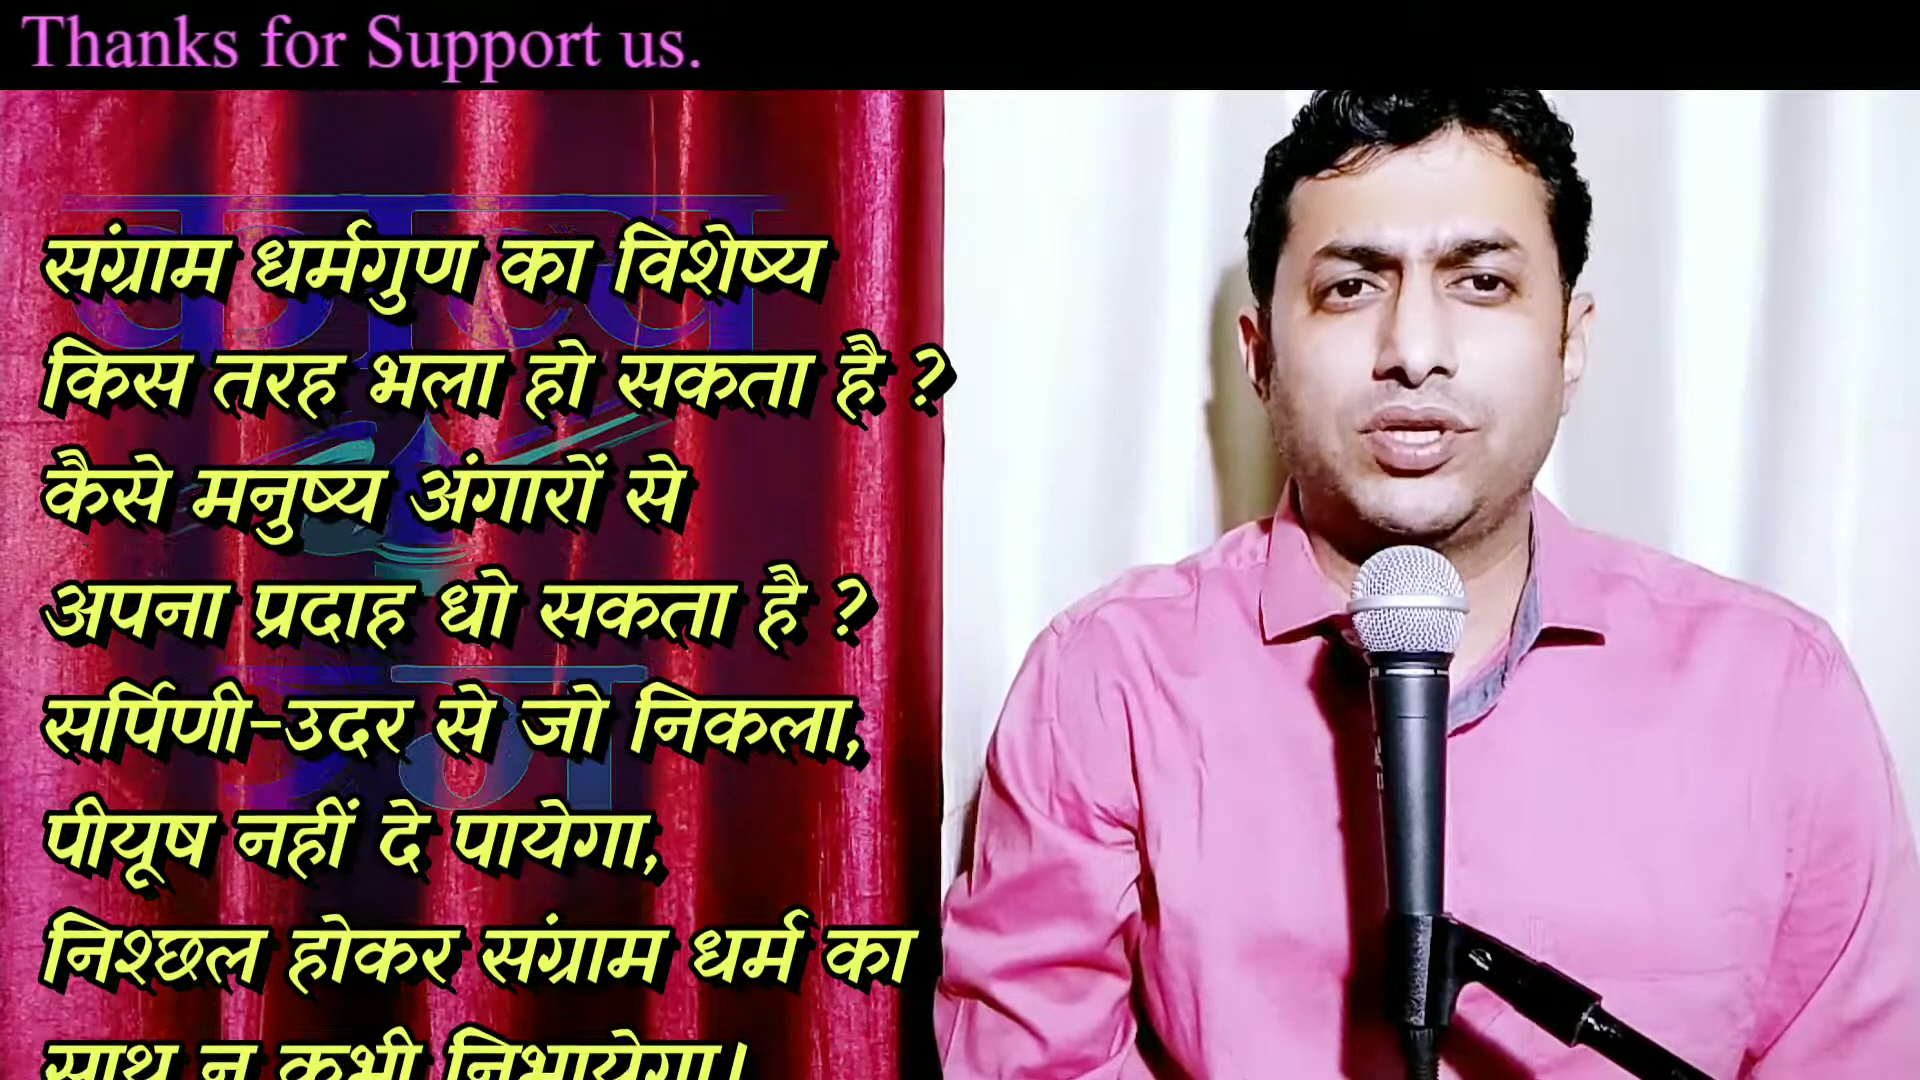 Thanks for Support us.
संग्राम धर्मगुण का विशेष्य
किस तरह भला हो सकता है ?
कैसे मनुष्य अंगारों से
अपना प्रदाह धो सकता है ?
सर्पिणी-उदर से जो निकला,
पीयूष नहीं दे पायेगा,
निश्छल होकर संग्राम धर्म का
साथ न कभी निभायेगा।